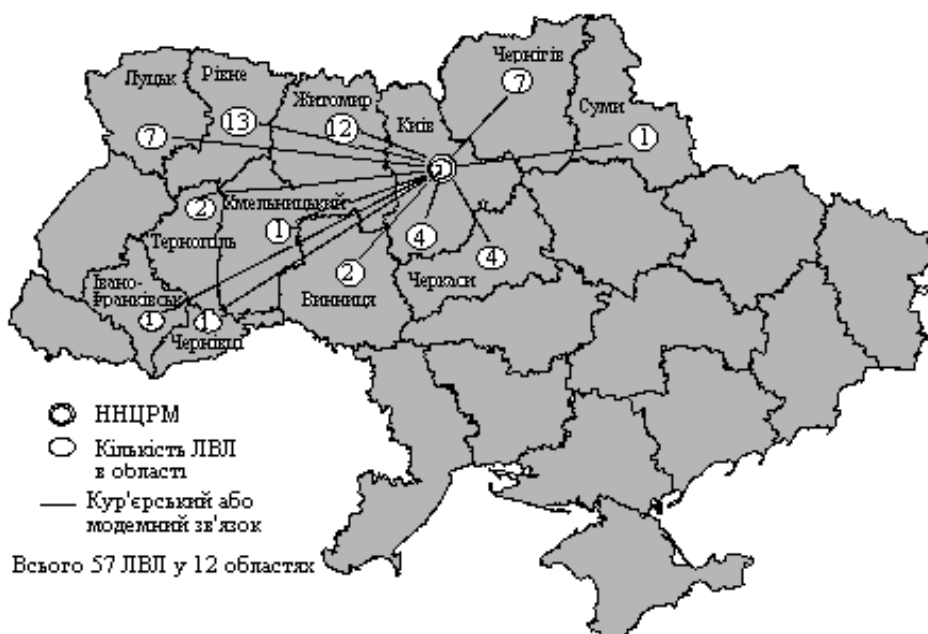 Чернігів
7
Луцьк
7
Рівне
13
Житомир
12
Київ
Суми
1
2
Тернопіль
Хмельницький
1
4
2
Винниця
4
Черкаси
Івано-
Франківськ
1
1
Чернівці
ННЦРМ
Кількість ЛВЛ
в області
Кур'єрський або
модемний зв'язок
Всього 57 ЛВЛ у 12 областях